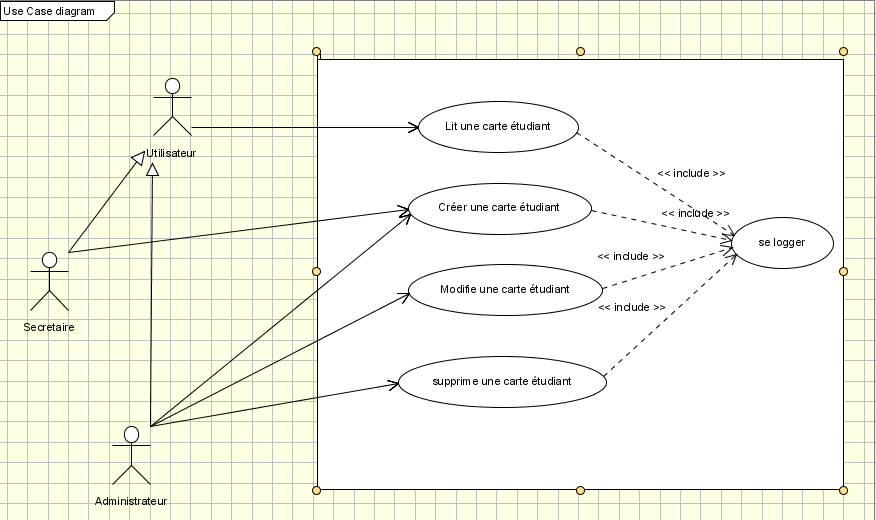 Use Case diagram
Utilisateur
Lit une carte étudiant
<< include >>
Créer une carte étudiant
<< include >>
se logger
<< include >>
Modifie une carte étudiant
<< include >>
Secretaire
supprime une carte étudiant
Administrateur